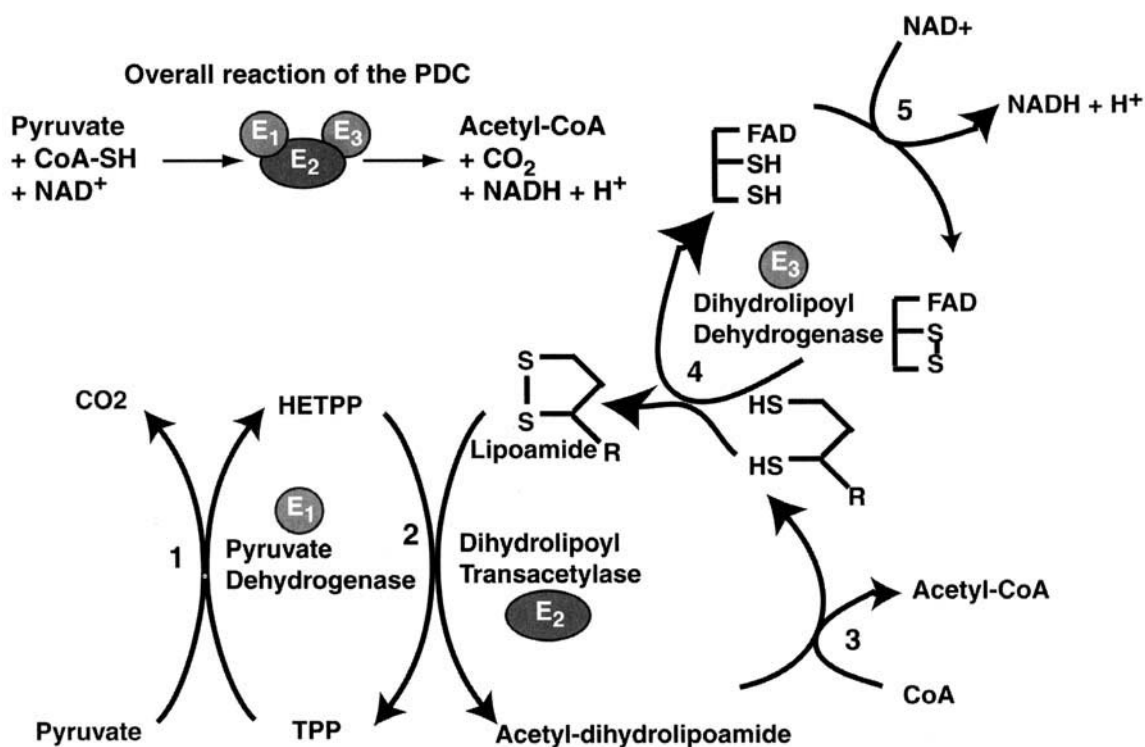 Overall reaction of the PDC
Pyruvate
+ CoA-SH
+ NAD⁺
E₁
E₃
E₂
Acetyl-CoA
+ CO₂
+ NADH + H⁺
NAD+
5
NADH + H⁺
FAD
SH
SH
E₃
Dihydrolipoyl
Dehydrogenase
FAD
S
S
4
S
S
Lipoamide
R
HS
HS
R
CO2
HETPP
1
E₁
Pyruvate
Dehydrogenase
2
Dihydrolipoyl
Transacetylase
E₂
Acetyl-CoA
3
CoA
Pyruvate
TPP
Acetyl-dihydrolipoamide